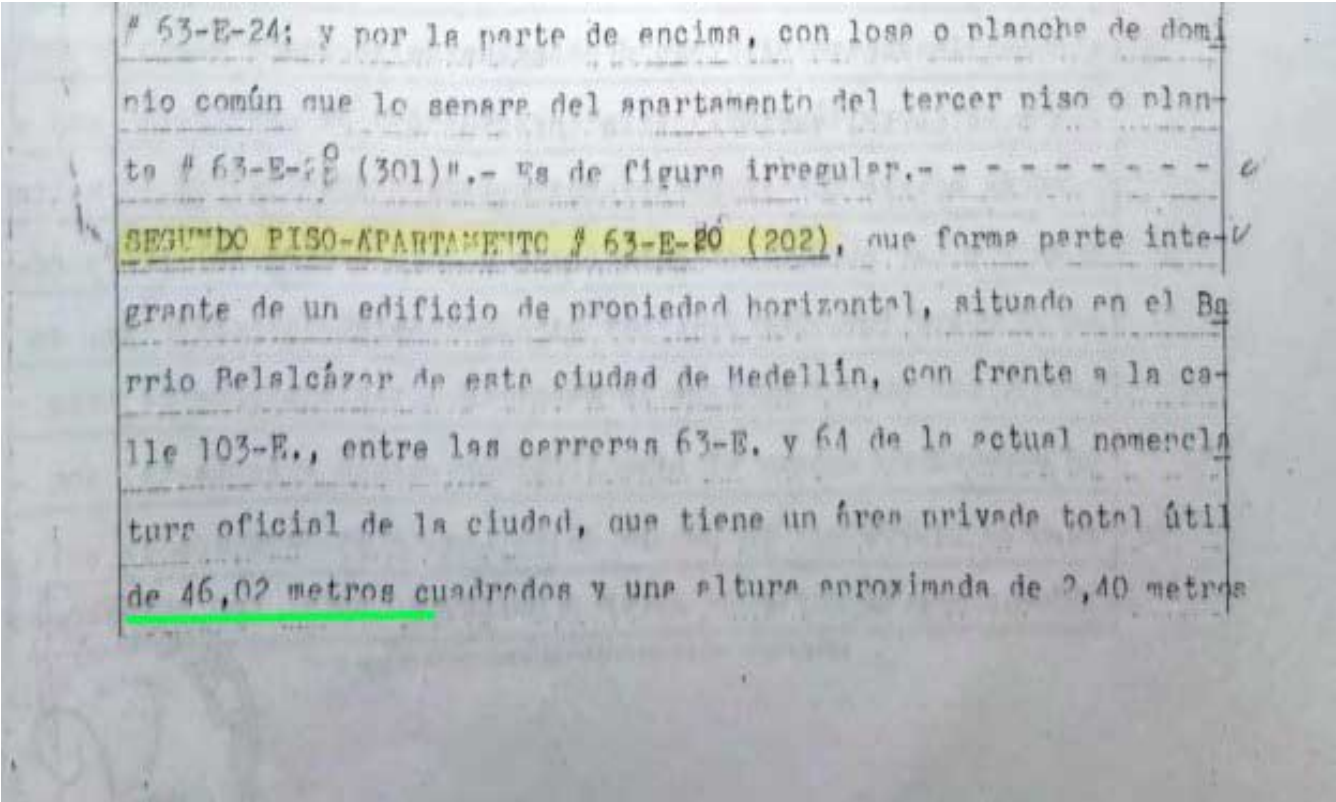 # 63-E-24; y por la parte de encima, con losa o plancha de domi
nio común que lo separa del apartamento del tercer piso o plan-
ta # 63-E- (301)".- Es de figura irregular.- - - - - - - - - -
SEGUNDO PISO-APARTAMENTO # 63-E-20 (202), que forma parte inte-
grante de un edificio de propiedad horizontal, situado en el Ba
rrio Belalcázar de esta ciudad de Medellín, con frente a la ca-
lle 103-E., entre las carreras 63-E. y 64 de la actual nomencla
tura oficial de la ciudad, que tiene un área privada total útil
de 46,02 metros cuadrados y una altura aproximada de 2,40 metros